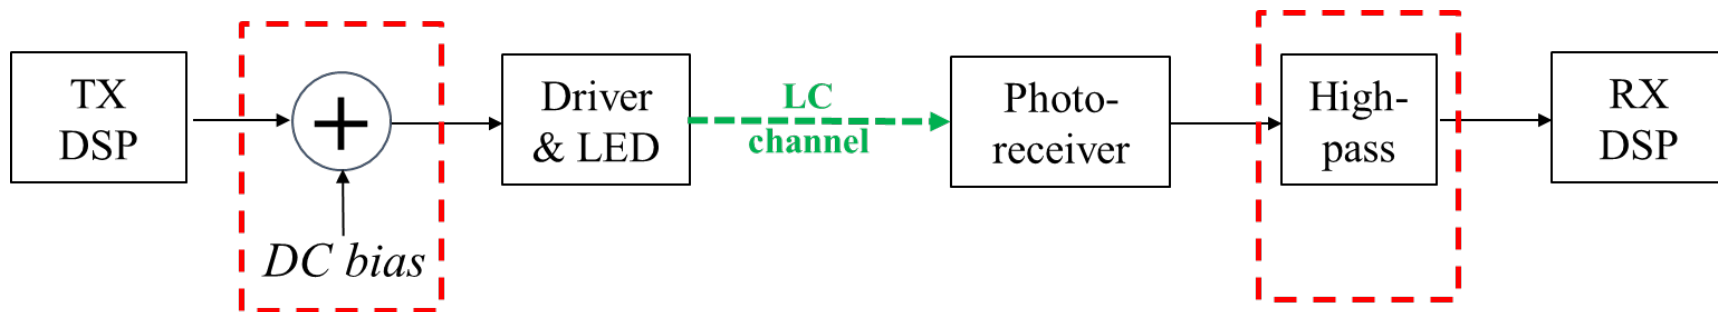 TX
DSP
+
DC bias
Driver
& LED
LC
channel
Photo-
receiver
High-
pass
RX
DSP